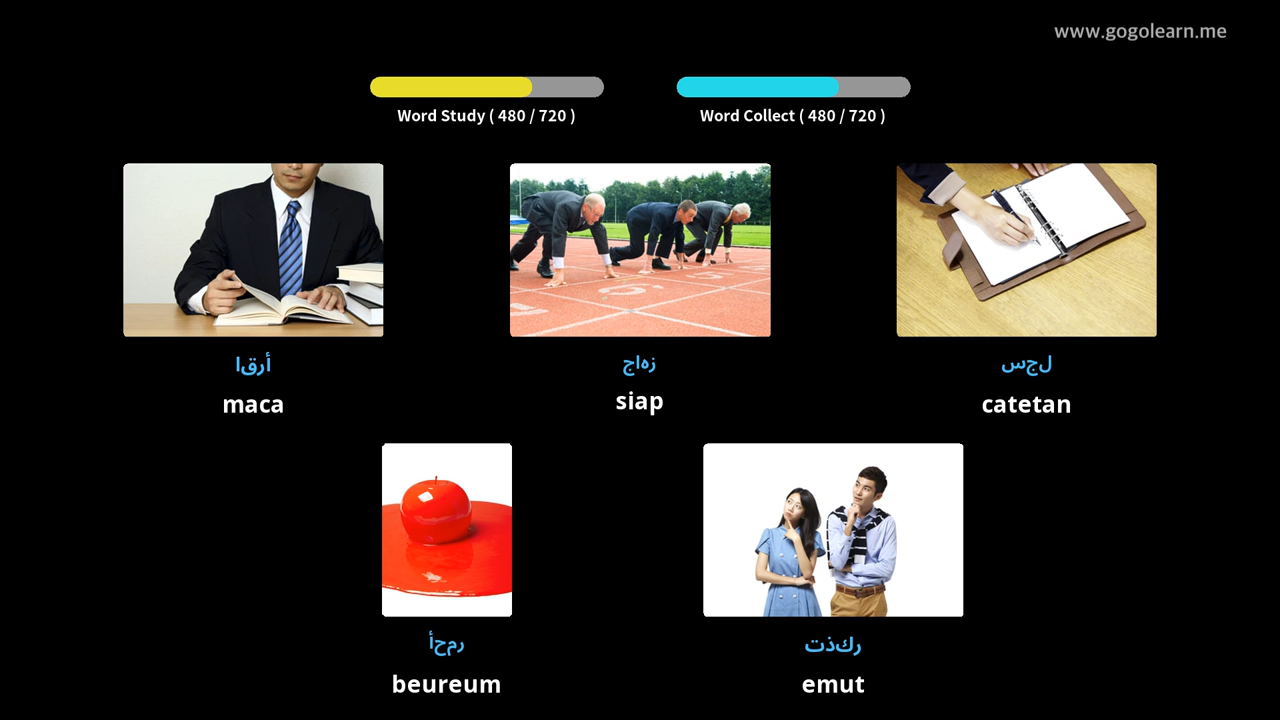 www.gogolearn.me
Word Study ( 480 / 720 )
Word Collect ( 480 / 720 )
أرقا
زهاج
لجس
maca
siap
catetan
رمحأ
ركذت
beureum
emut